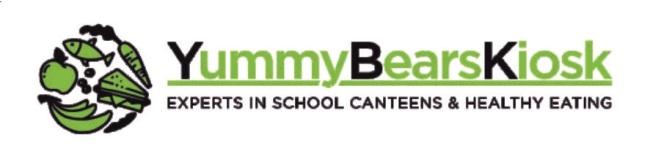 YummyBearsKiosk
EXPERTS IN SCHOOL CANTEENS & HEALTHY EATING